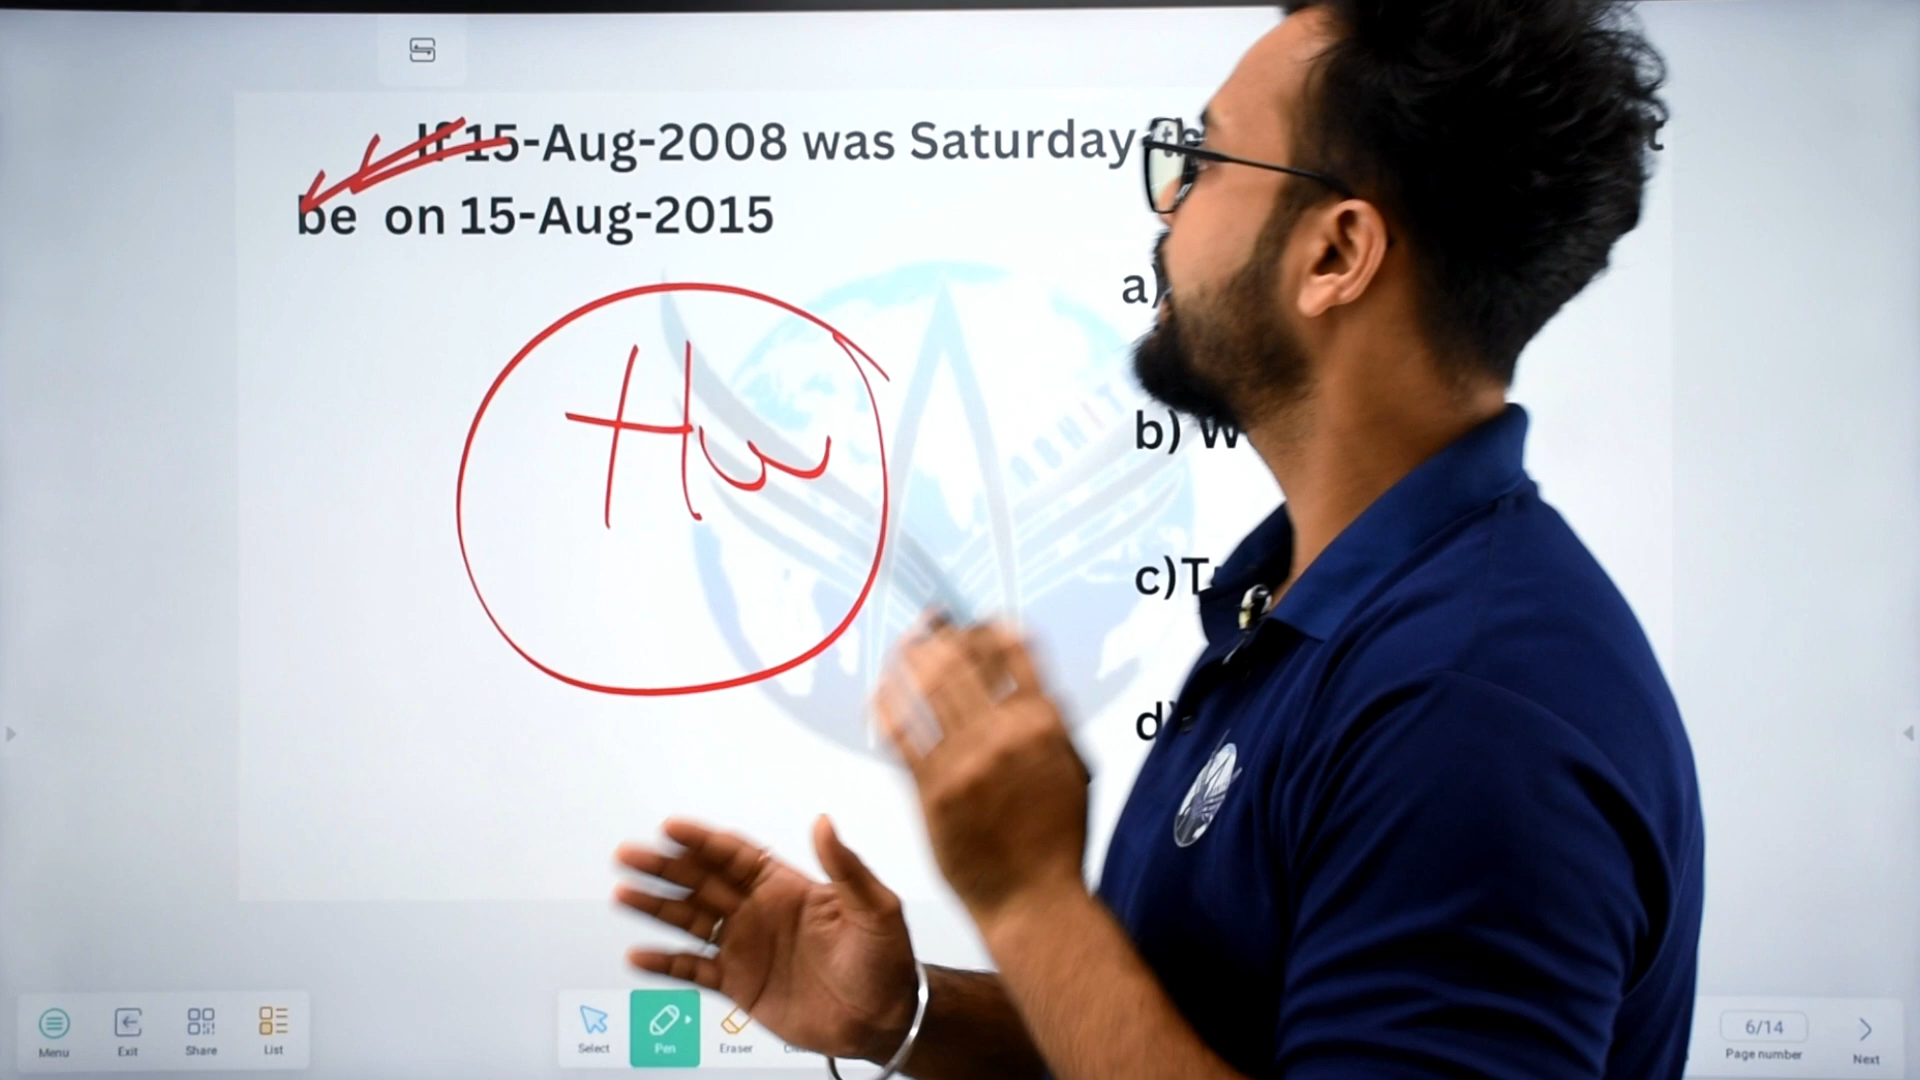 If 15-Aug-2008 was Saturday
be on 15-Aug-2015
Hw
a)
b) W
c)T
d)
Menu
Exit
Share
List
Select
Pen
Eraser
6/14
Page number
Next